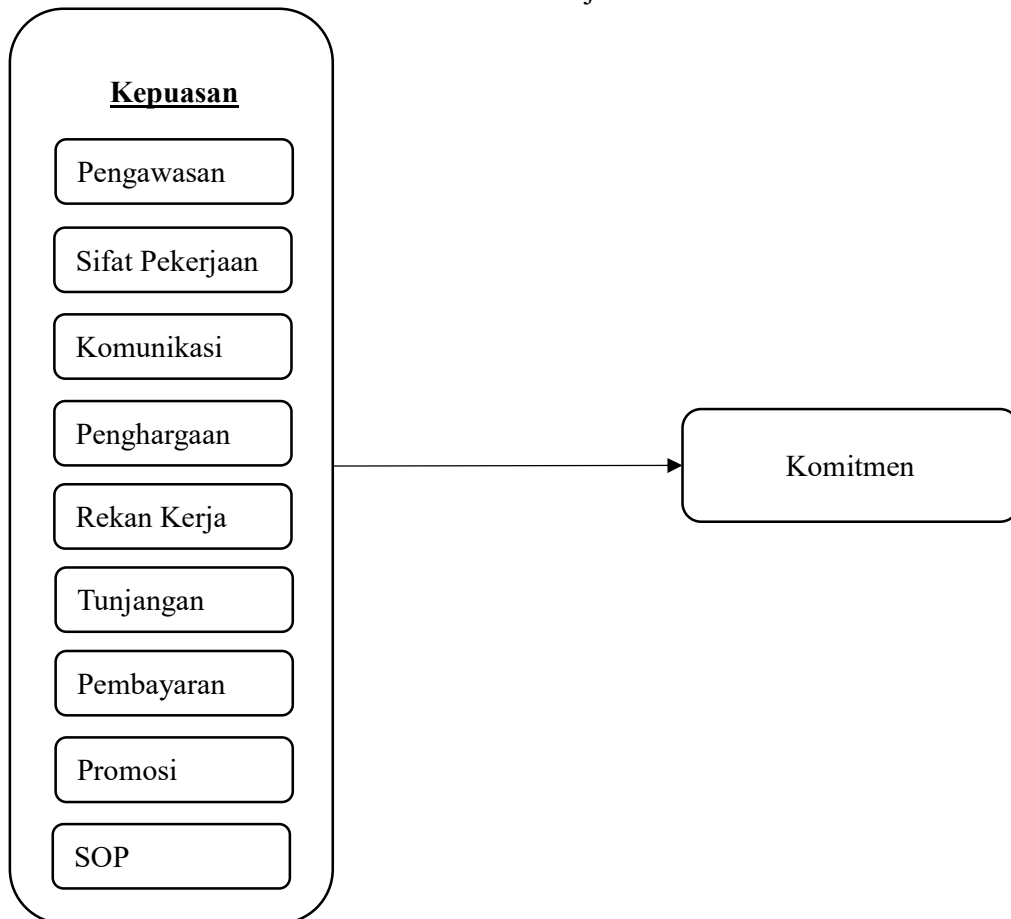 Kepuasan
Pengawasan
Sifat Pekerjaan
Komunikasi
Penghargaan
Rekan Kerja
Tunjangan
Pembayaran
Promosi
SOP
Komitmen